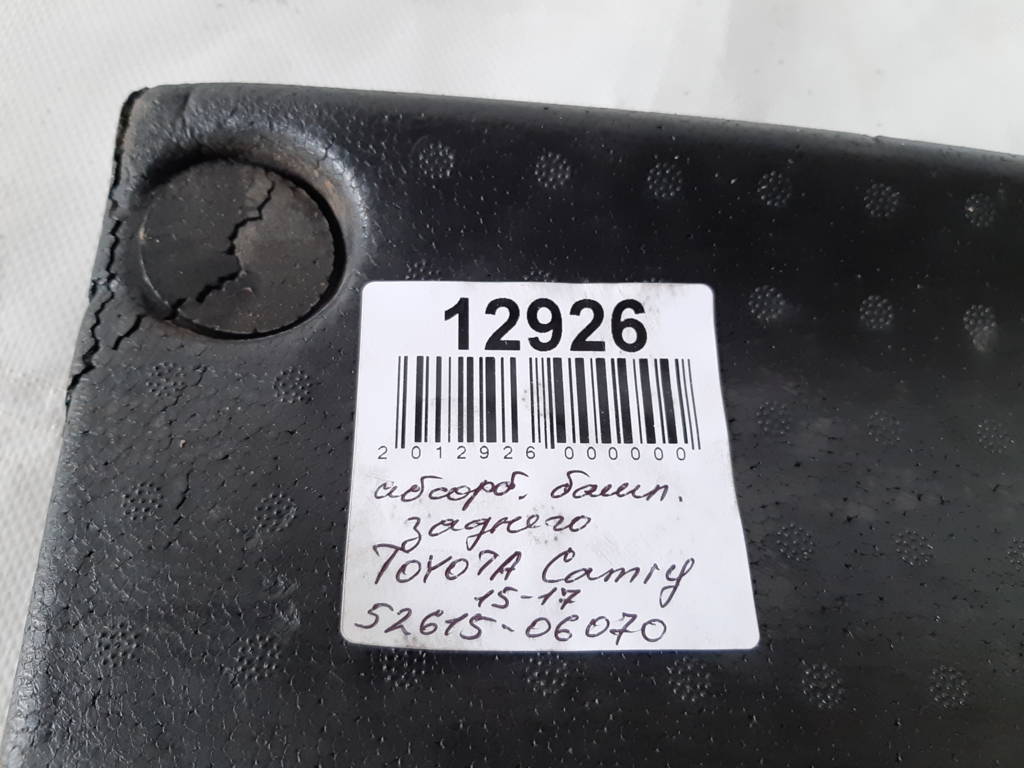 12926
2 012926 000000
абсорб. бамп.
заднего
TOYOTA Camry
15-17
52615-06070